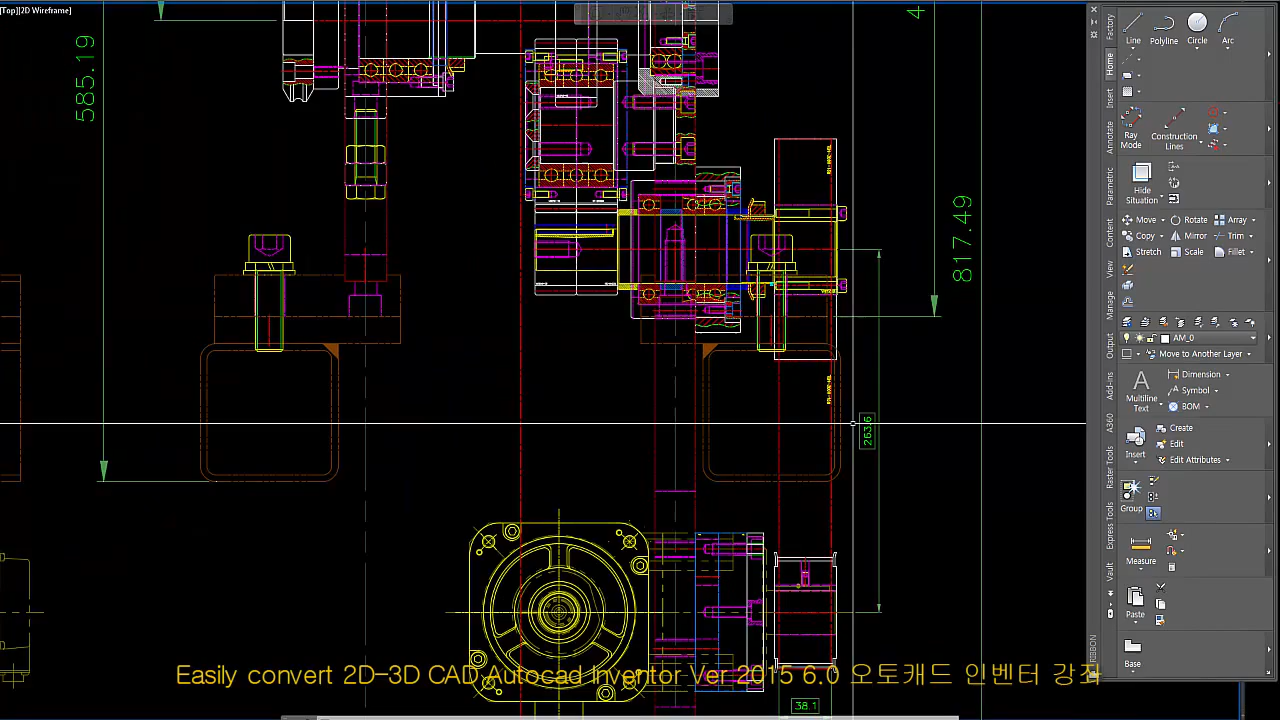 [Top][2D Wireframe]
585.19
4
817.49
263.6
38.1
Line
Polyline
Circle
Arc
Ray Mode
Construction Lines
Hide Situation
Move
Rotate
Array
Copy
Mirror
Trim
Stretch
Scale
Fillet
AM_0
Move to Another Layer
Multiline Text
Dimension
Symbol
BOM
Insert
Create
Edit
Edit Attributes
Group
Measure
Paste
Base
Factory
Home
Insert
Annotate
Parametric
Content
View
Manage
Output
Add-ins
A360
Raster Tools
Express Tools
Vault
RIBBON
Easily convert 2D-3D CAD Autocad Inventor Ver 2015 6.0 오토캐드 인벤터 강좌